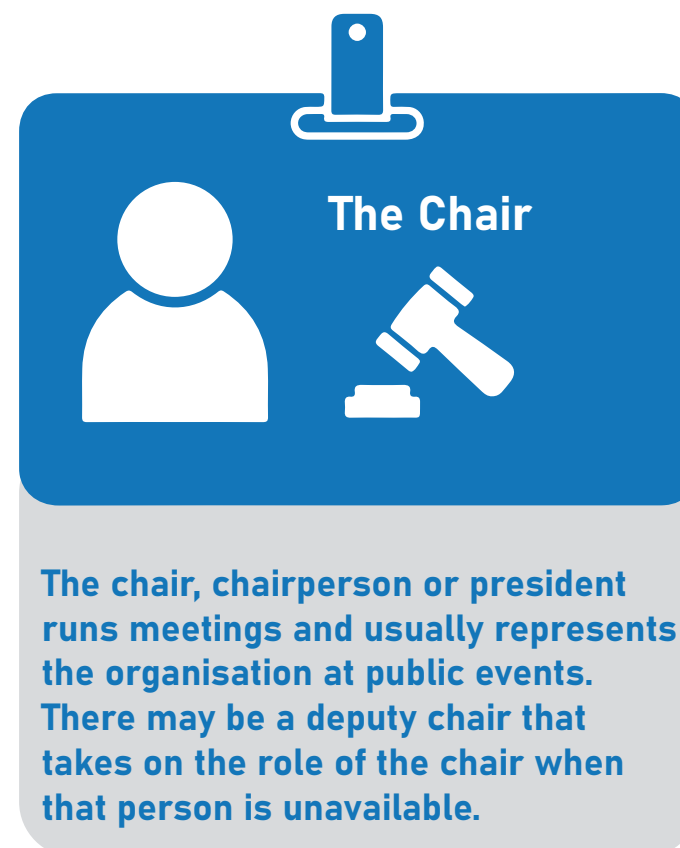 The Chair
The chair, chairperson or president
runs meetings and usually represents
the organisation at public events.
There may be a deputy chair that
takes on the role of the chair when
that person is unavailable.